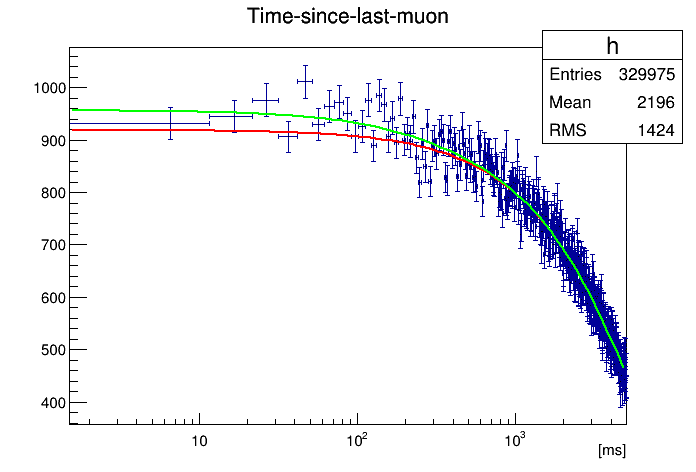 Time-since-last-muon
h
Entries 329975
Mean 2196
RMS 1424
1000
900
800
700
600
500
400
10
10²
10³
[ms]